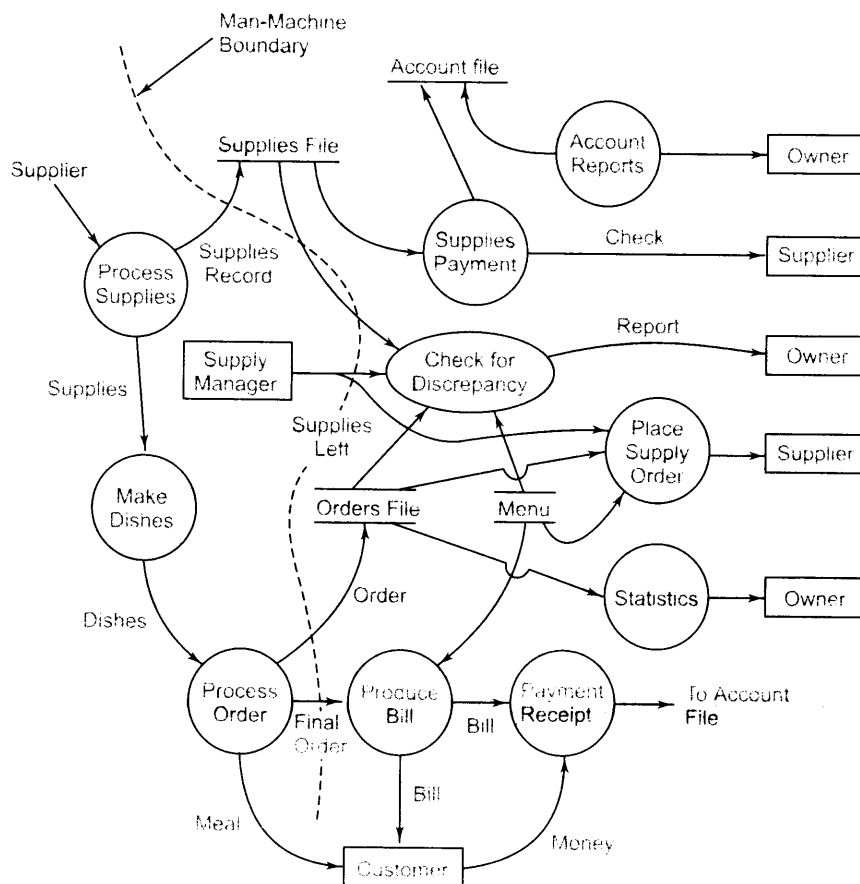 Man-Machine
Boundary
Account file
Supplies File
Account
Reports
Owner
Supplier
Supplies
Record
Supplies
Payment
Check
Supplier
Process
Supplies
Report
Supply
Manager
Check for
Discrepancy
Owner
Supplies
Supplies
Left
Place
Supply
Order
Supplier
Make
Dishes
Orders File
Menu
Order
Statistics
Owner
Dishes
Process
Order
Final
Order
Produce
Bill
Bill
Payment
Receipt
To Account
File
Meal
Bill
Customer
Money